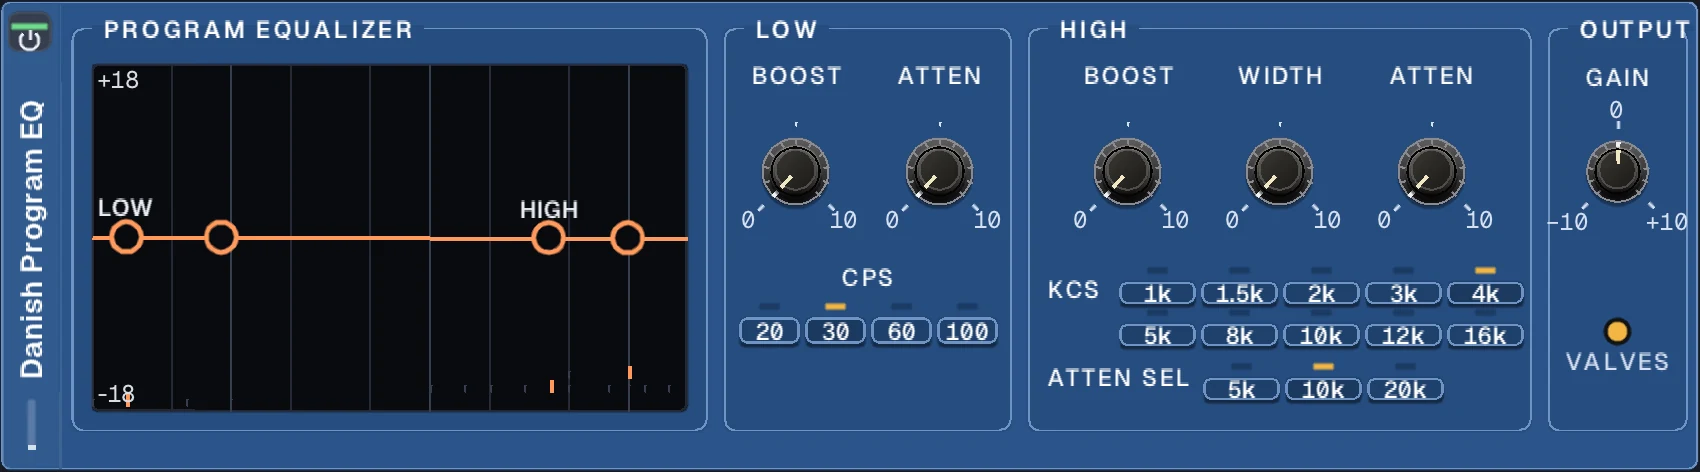 Danish Program EQ
PROGRAM EQUALIZER
+18
LOW
HIGH
-18
LOW
BOOST ATTEN
0 10 0 10
CPS
20 30 60 100
HIGH
BOOST WIDTH ATTEN
0 10 0 10 0 10
KCS 1k 1.5k 2k 3k 4k
5k 8k 10k 12k 16k
ATTEN SEL 5k 10k 20k
OUTPUT
GAIN
0
-10 +10
VALVES